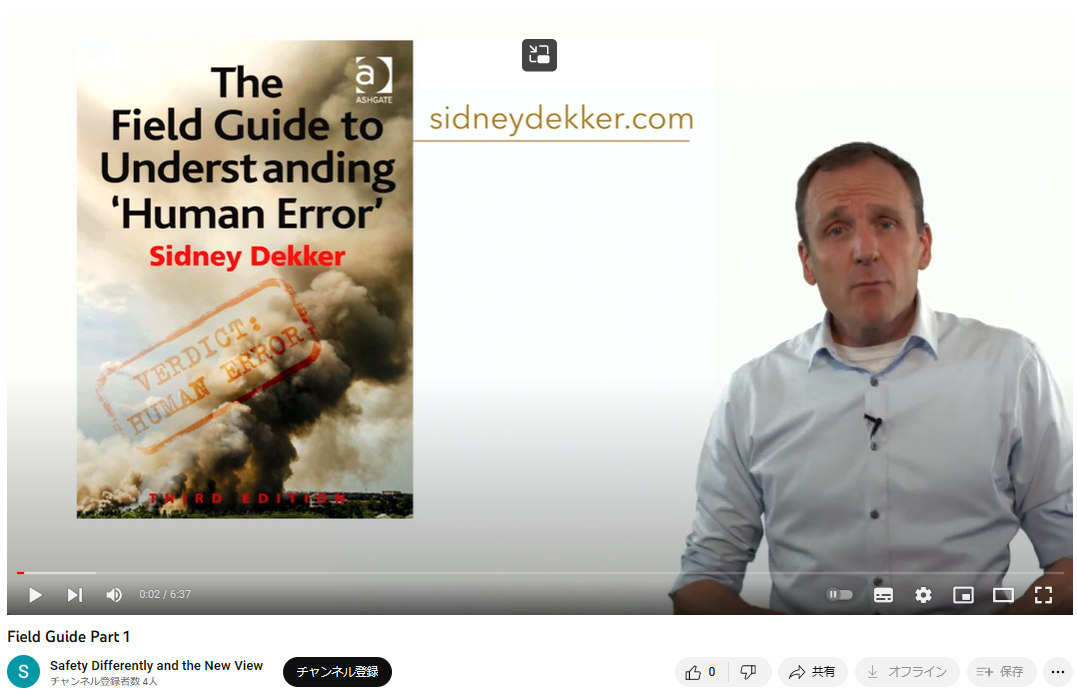 The
Field Guide to
Understanding
‘Human Error’
Sidney Dekker
a
ASHGATE
VERDICT:
HUMAN ERROR
THIRD EDITION
sidneydekker.com
0:02 / 6:37
Field Guide Part 1
S
Safety Differently and the New View
チャンネル登録者数 4人
チャンネル登録
0
共有
オフライン
保存